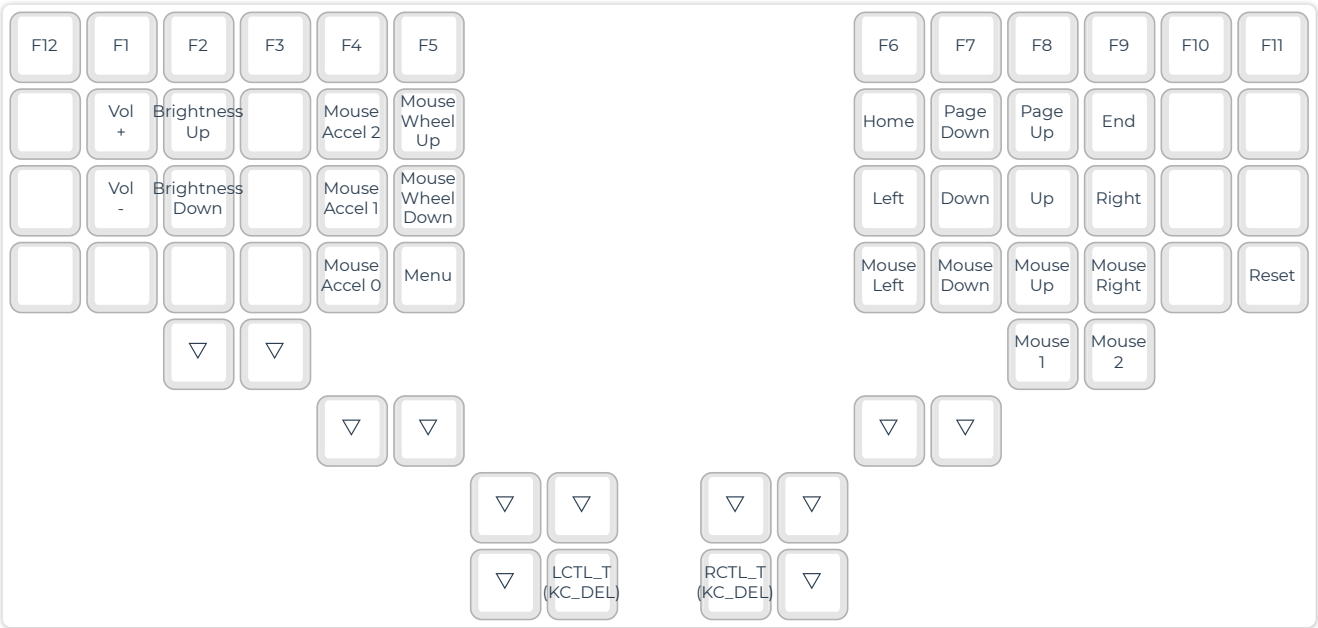 F12 F1 F2 F3 F4 F5 F6 F7 F8 F9 F10 F11
Vol
+
Brightness
Up
Mouse
Accel 2
Mouse
Wheel
Up
Home
Page
Down
Page
Up
End
Vol
-
Brightness
Down
Mouse
Accel 1
Mouse
Wheel
Down
Left
Down
Up
Right
Mouse
Accel 0
Menu
Mouse
Left
Mouse
Down
Mouse
Up
Mouse
Right
Reset
▽ ▽
Mouse
1
Mouse
2
▽ ▽ ▽ ▽
▽ ▽ ▽ ▽
▽
LCTL_T
(KC_DEL)
RCTL_T
(KC_DEL)
▽